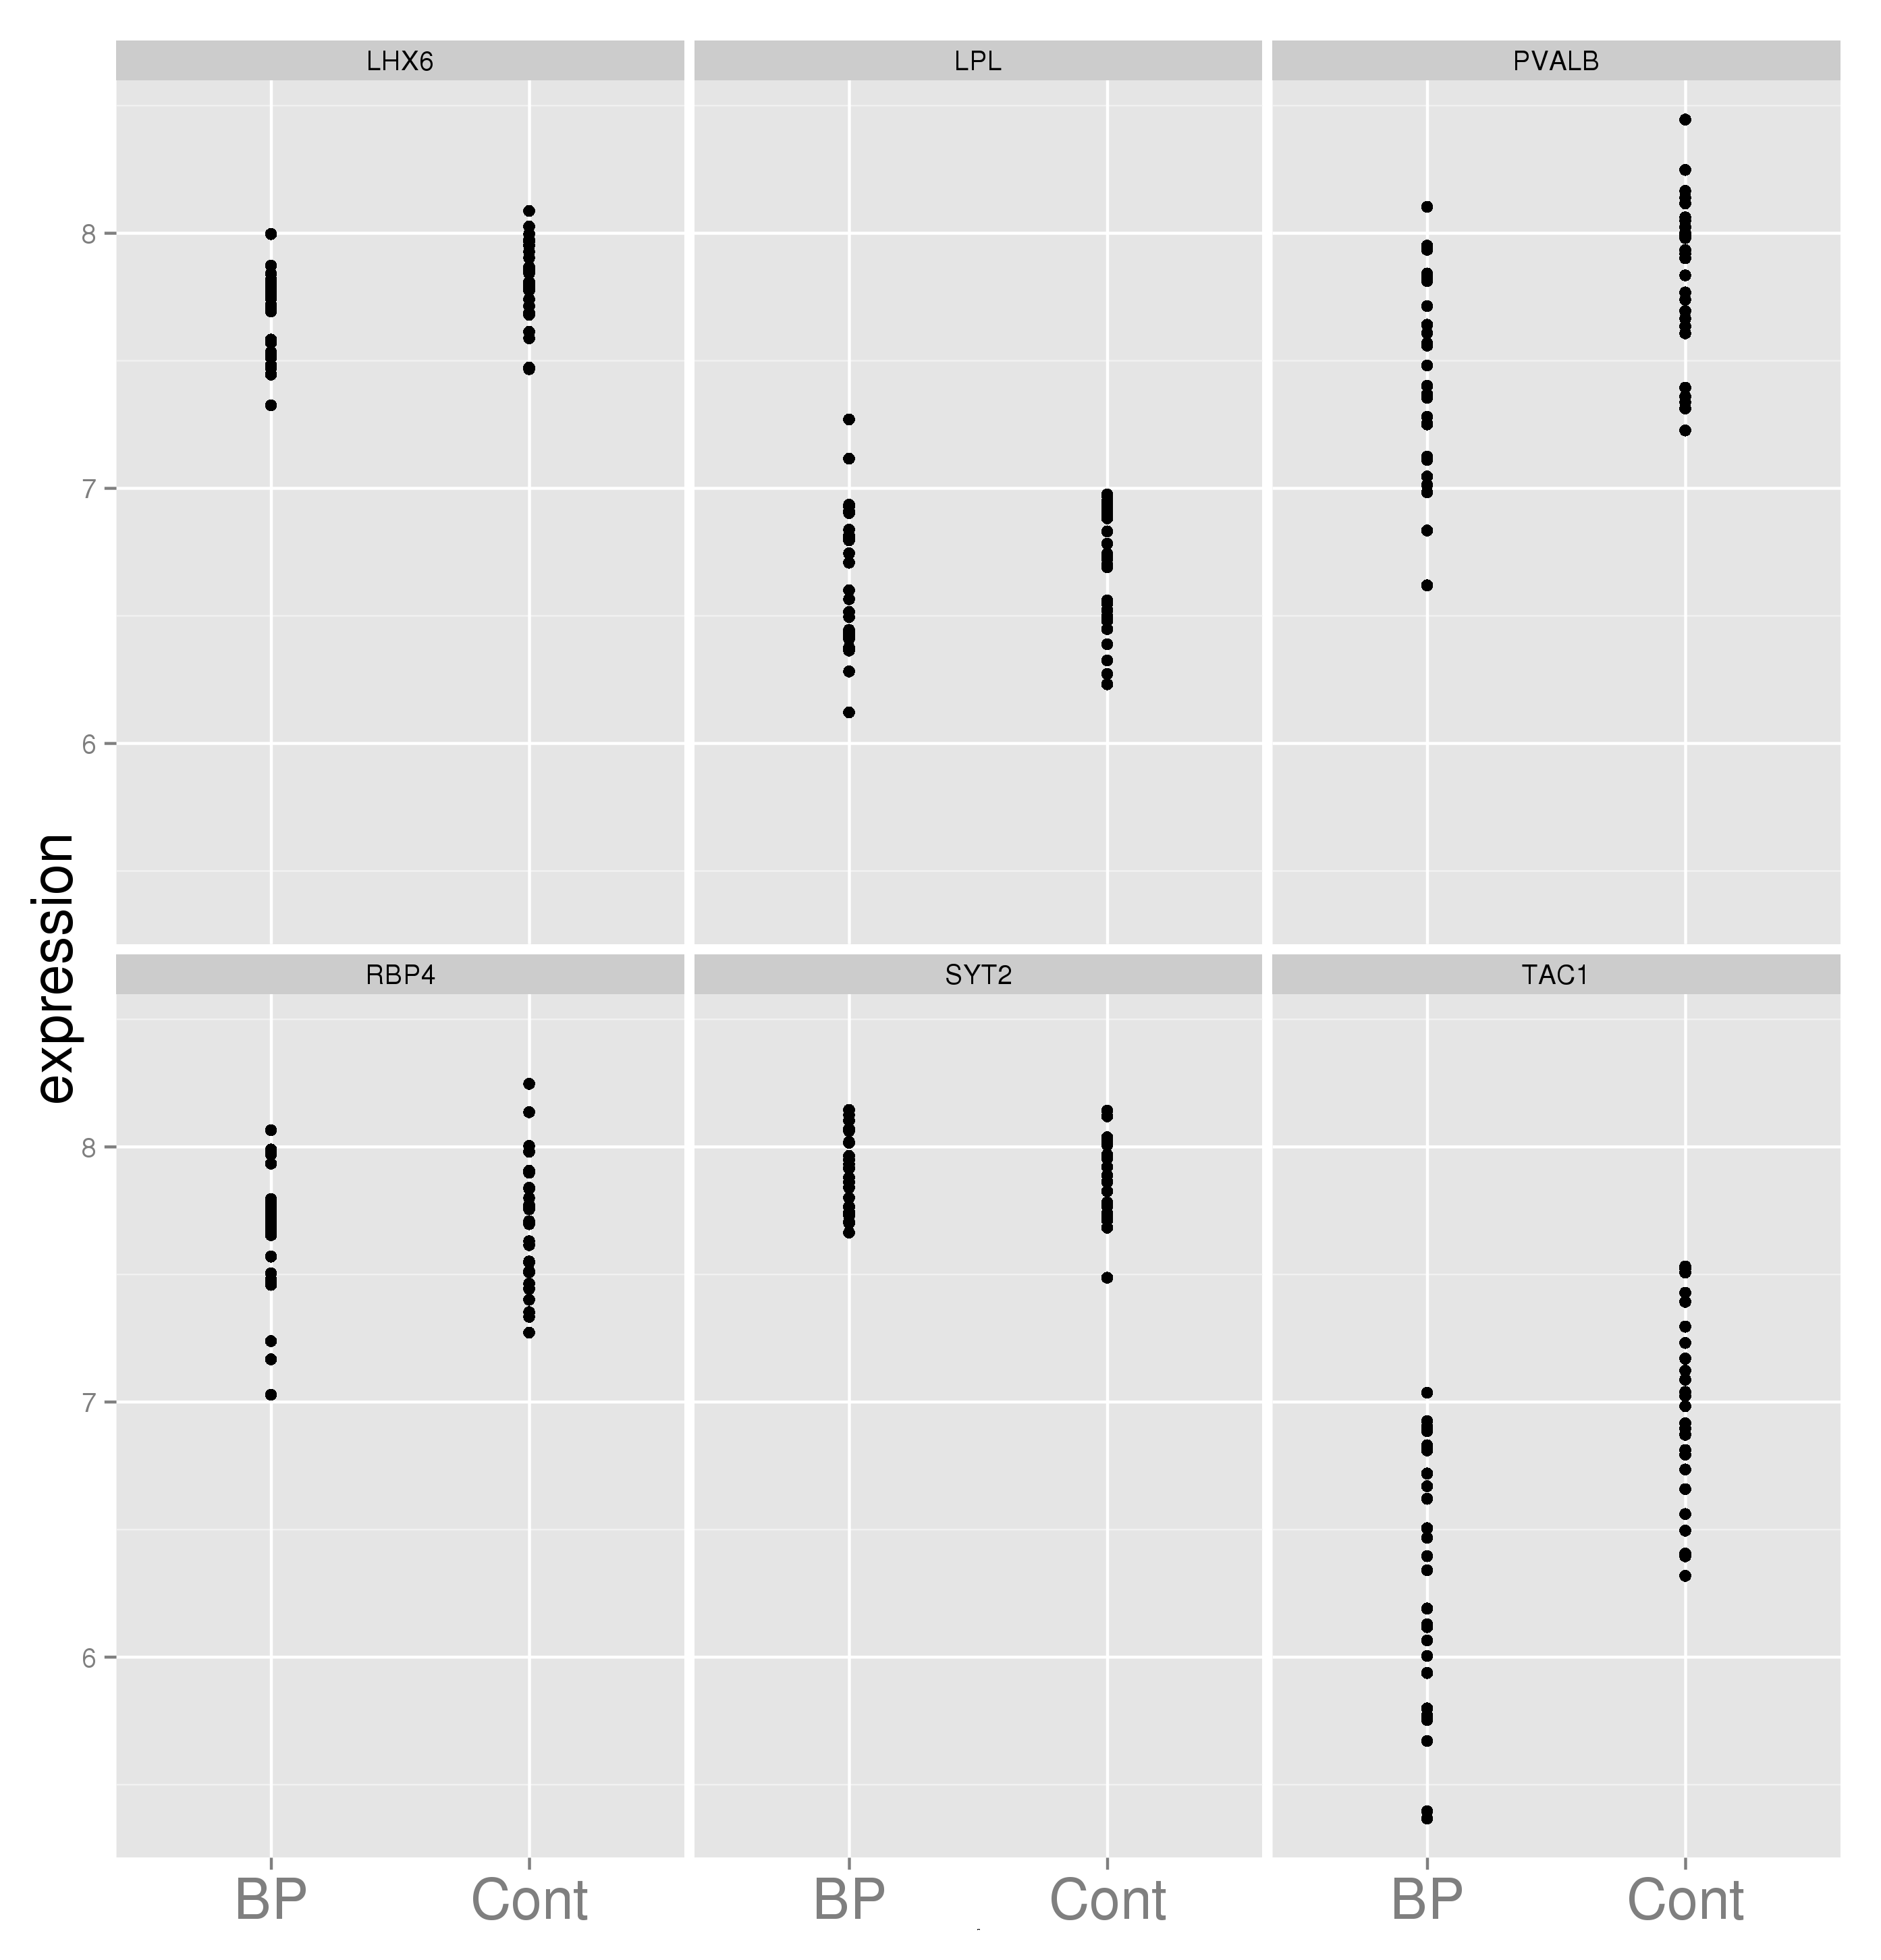 LHX6 LPL PVALB
8
7
6
expression
RBP4 SYT2 TAC1
8
7
6
BP Cont BP Cont BP Cont